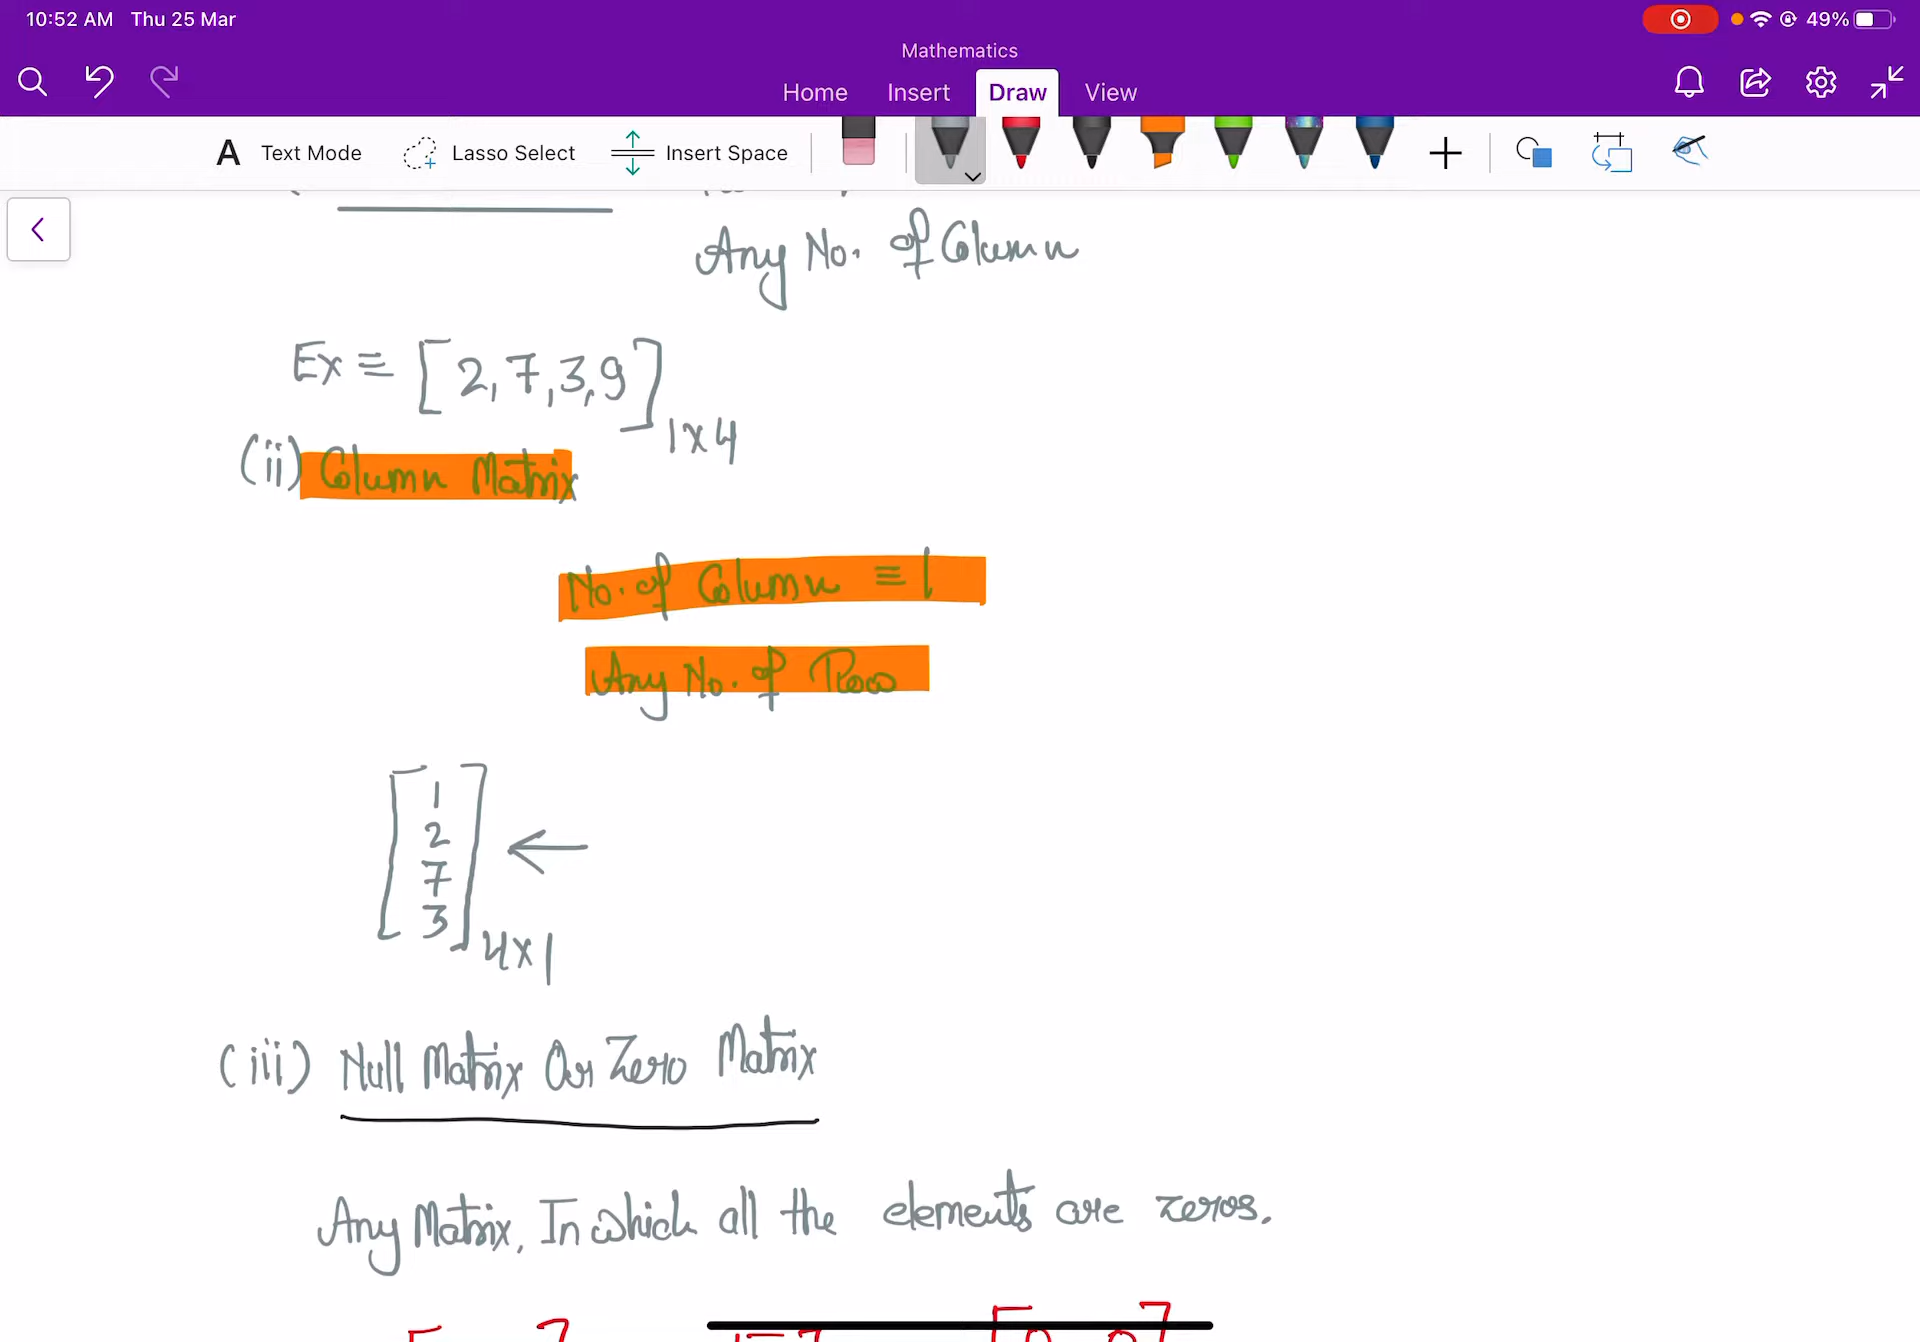 10:52 AM Thu 25 Mar
49%
Mathematics
Home Insert Draw View
A Text Mode Lasso Select Insert Space
Any No. of Column
Ex ≡ [2, 7, 3, 9] 1x4
(ii) Column Matrix
No. of Column ≡ 1
Any No. of Row
1
2
7
3
4x1
(iii) Null Matrix Or Zero Matrix
Any Matrix, In which all the elements are zeros.